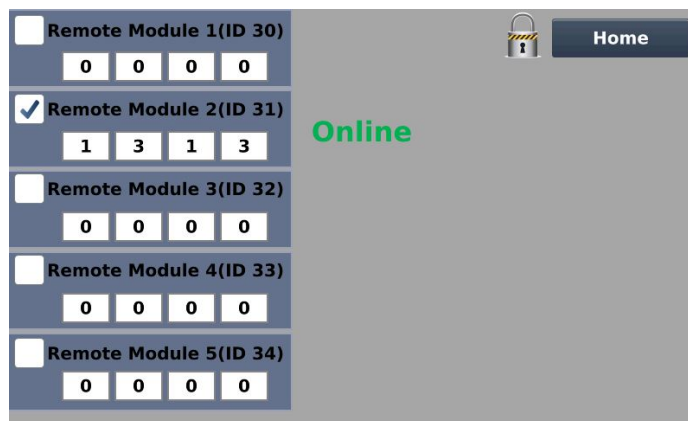 Remote Module 1(ID 30)
0 0 0 0
Home
Remote Module 2(ID 31)
1 3 1 3
Online
Remote Module 3(ID 32)
0 0 0 0
Remote Module 4(ID 33)
0 0 0 0
Remote Module 5(ID 34)
0 0 0 0